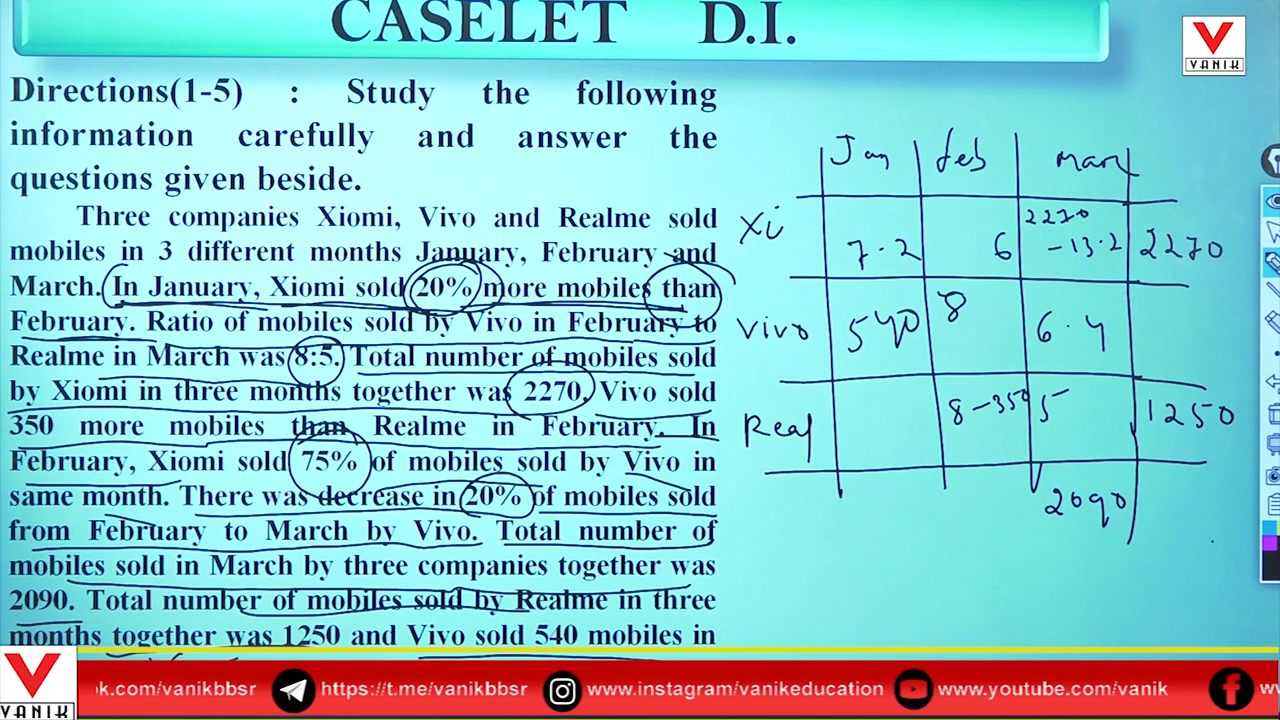 CASELET D.I.
VANIK
Directions(1-5) : Study the following
information carefully and answer the
questions given beside.
Three companies Xiomi, Vivo and Realme sold
mobiles in 3 different months January, February and
March. In January, Xiomi sold 20% more mobiles than
February. Ratio of mobiles sold by Vivo in February to
Realme in March was 8:5. Total number of mobiles sold
by Xiomi in three months together was 2270. Vivo sold
350 more mobiles than Realme in February. In
February, Xiomi sold 75% of mobiles sold by Vivo in
same month. There was decrease in 20% of mobiles sold
from February to March by Vivo. Total number of
mobiles sold in March by three companies together was
2090. Total number of mobiles sold by Realme in three
months together was 1250 and Vivo sold 540 mobiles in
Jan feb
Xi 7.2 6 2270 -13.2 2270
Vivo 540 8 6.4
Real 8-350 5 1250
2090
VANIK
k.com/vanikbbsr https://t.me/vanikbbsr www.instagram/vanikeducation www.youtube.com/vanik